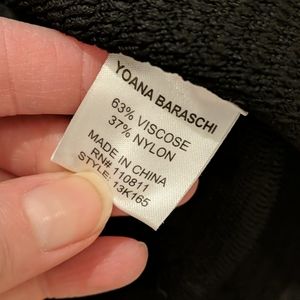 YOANA BARASCHI
63% VISCOSE
37% NYLON
MADE IN CHINA
RN# 110811
STYLE: 13K165